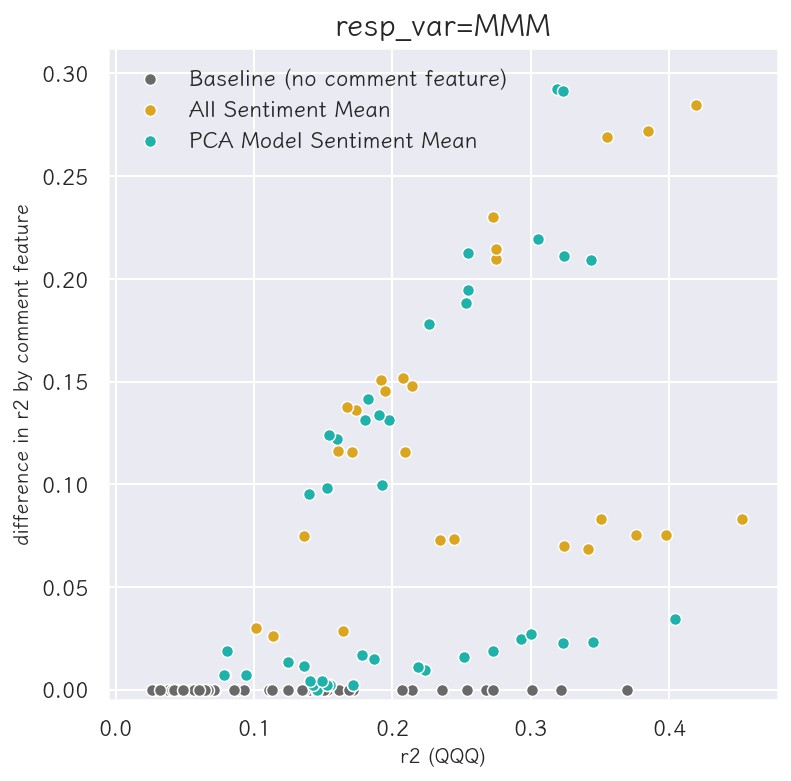 resp_var=MMM
Baseline (no comment feature)
All Sentiment Mean
PCA Model Sentiment Mean
difference in r2 by comment feature
0.30
0.25
0.20
0.15
0.10
0.05
0.00
0.0 0.1 0.2 0.3 0.4
r2 (QQQ)